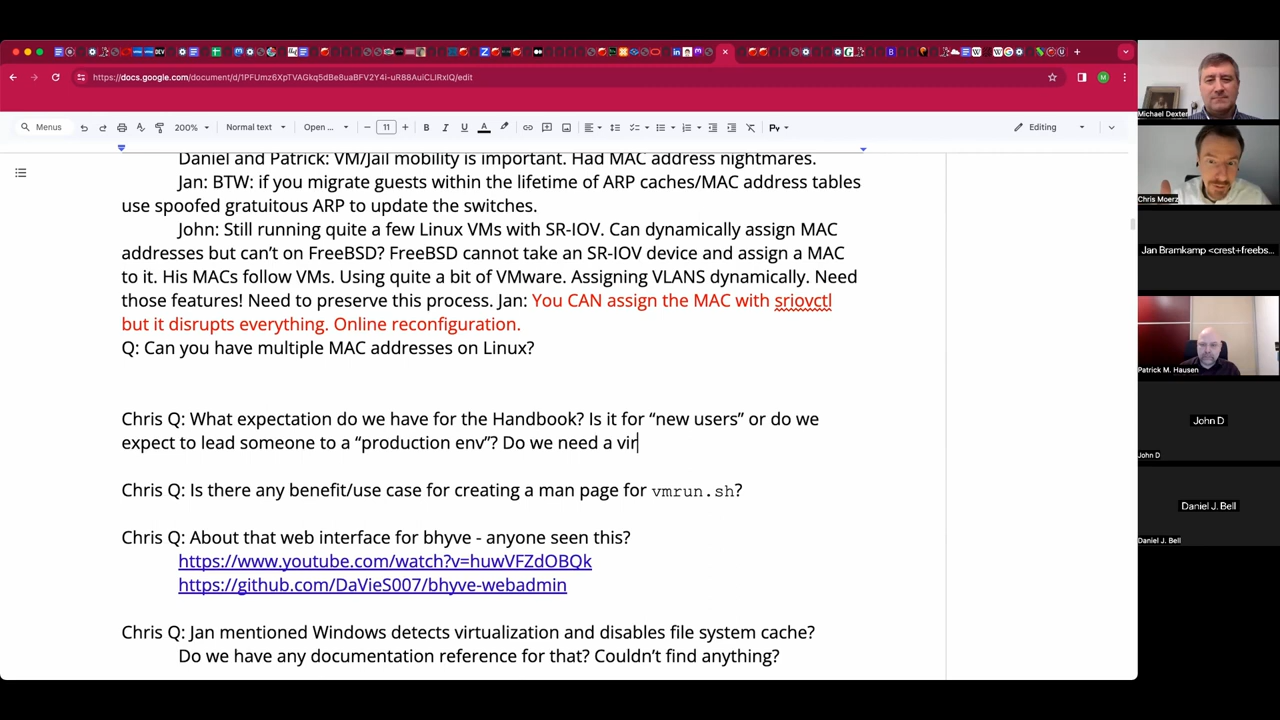 https://docs.google.com/document/d/1PFUmz6XpTVAGkq5dBe8uaBFV2Y4i-uR88AuiCLlRxIQ/edit
M
Menus
200%
Normal text
Open ...
11
B I U A
Editing
Daniel and Patrick: VM/Jail mobility is important. Had MAC address nightmares.
Jan: BTW: if you migrate guests within the lifetime of ARP caches/MAC address tables
use spoofed gratuitous ARP to update the switches.
John: Still running quite a few Linux VMs with SR-IOV. Can dynamically assign MAC
addresses but can’t on FreeBSD? FreeBSD cannot take an SR-IOV device and assign a MAC
to it. His MACs follow VMs. Using quite a bit of VMware. Assigning VLANS dynamically. Need
those features! Need to preserve this process. Jan: You CAN assign the MAC with sriovctl
but it disrupts everything. Online reconfiguration.
Q: Can you have multiple MAC addresses on Linux?
Chris Q: What expectation do we have for the Handbook? Is it for “new users” or do we
expect to lead someone to a “production env”? Do we need a vir
Chris Q: Is there any benefit/use case for creating a man page for vmrun.sh?
Chris Q: About that web interface for bhyve - anyone seen this?
https://www.youtube.com/watch?v=huwVFZdOBQk
https://github.com/DaVieS007/bhyve-webadmin
Chris Q: Jan mentioned Windows detects virtualization and disables file system cache?
Do we have any documentation reference for that? Couldn’t find anything?
Michael Dexter
Chris Moerz
Jan Bramkamp <crest+freebs...
Patrick M. Hausen
John D
John D
Daniel J. Bell
Daniel J. Bell